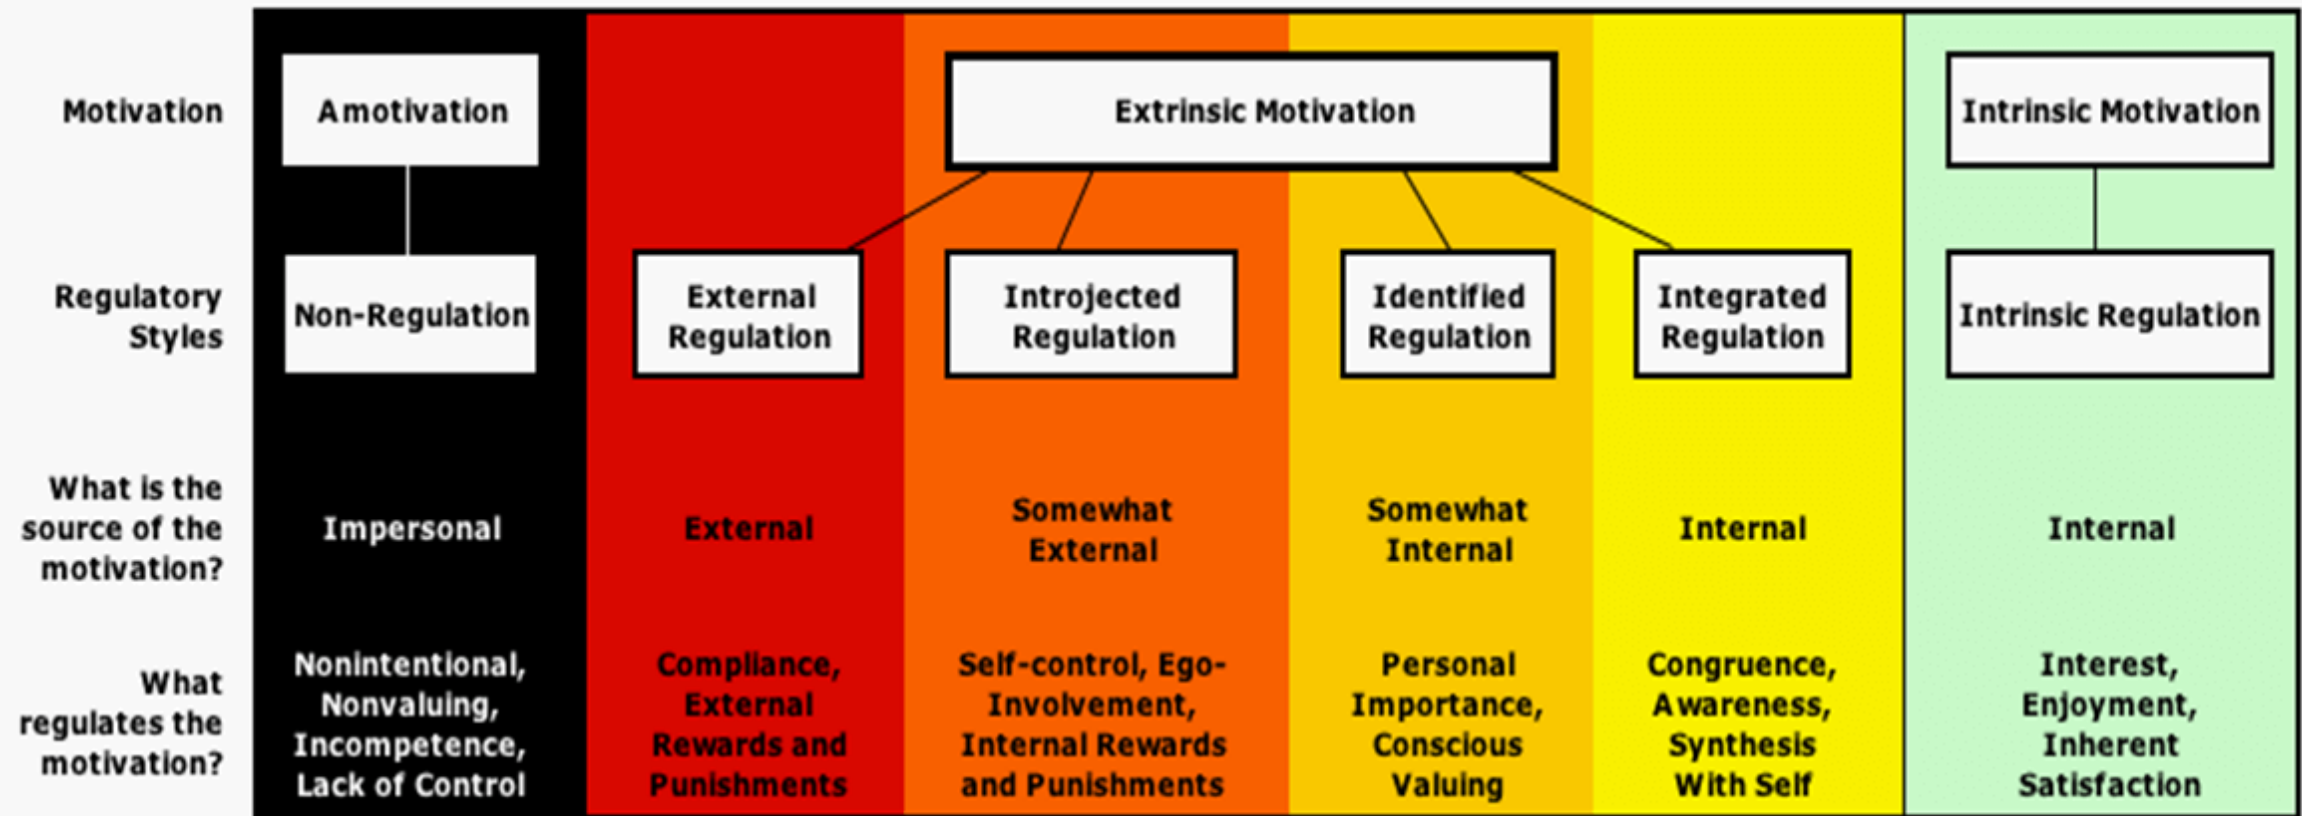 Motivation
Amotivation
Extrinsic Motivation
Intrinsic Motivation
Regulatory
Styles
Non-Regulation
External
Regulation
Introjected
Regulation
Identified
Regulation
Integrated
Regulation
Intrinsic Regulation
What is the
source of the
motivation?
Impersonal
External
Somewhat
External
Somewhat
Internal
Internal
Internal
What
regulates the
motivation?
Nonintentional,
Nonvaluing,
Incompetence,
Lack of Control
Compliance,
External
Rewards and
Punishments
Self-control, Ego-
Involvement,
Internal Rewards
and Punishments
Personal
Importance,
Conscious
Valuing
Congruence,
Awareness,
Synthesis
With Self
Interest,
Enjoyment,
Inherent
Satisfaction